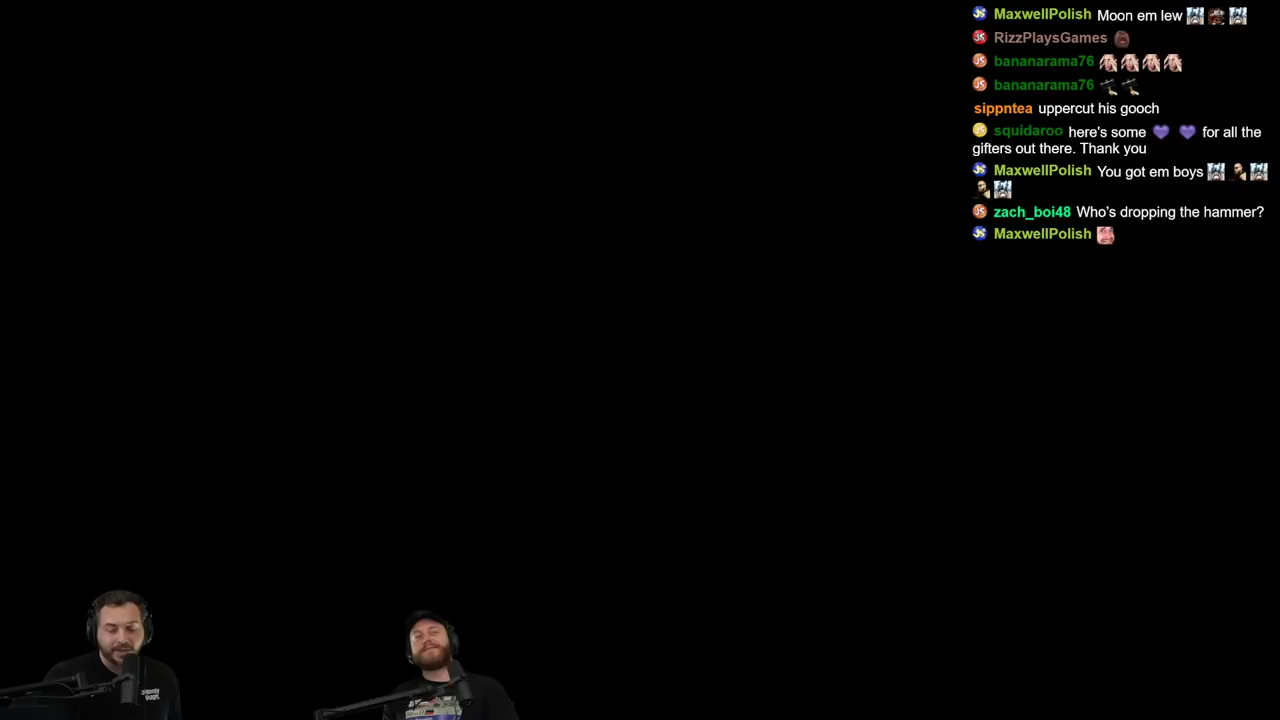 MaxwellPolish Moon em lew
RizzPlaysGames
bananarama76
bananarama76
sippntea uppercut his gooch
squidaroo here's some for all the
gifters out there. Thank you
MaxwellPolish You got em boys
zach_boi48 Who's dropping the hammer?
MaxwellPolish